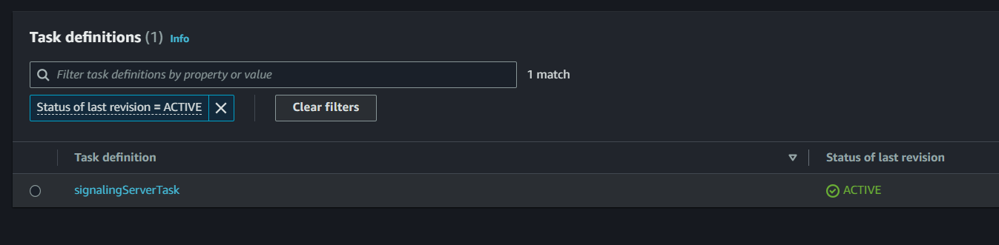 Task definitions (1) Info
Filter task definitions by property or value
1 match
Status of last revision = ACTIVE
Clear filters
Task definition
Status of last revision
signalingServerTask
ACTIVE